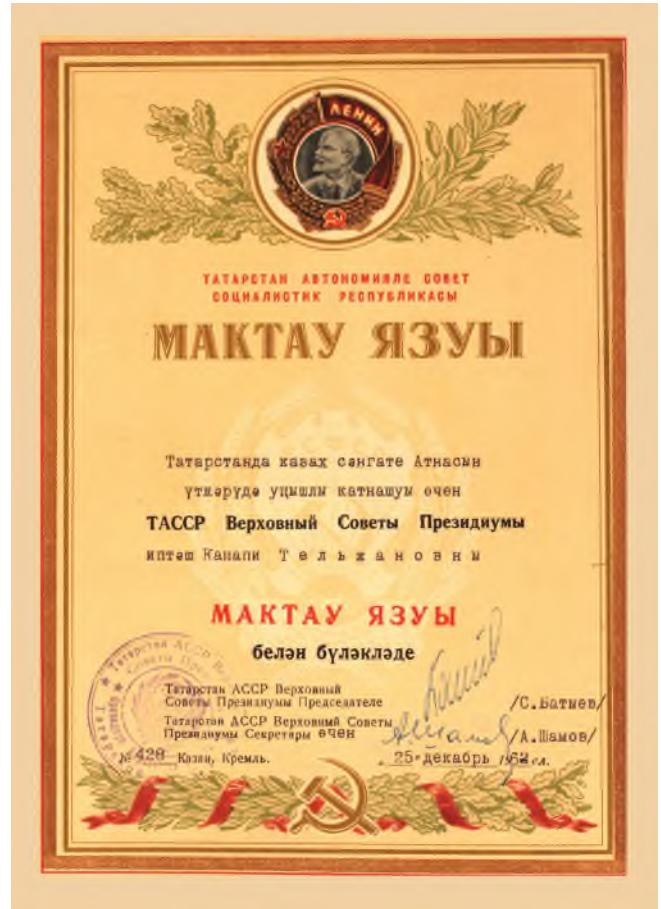 ЛЕНИН
ТАТАРСТАН АВТОНОМИЯЛЕ СОВЕТ
СОЦИАЛИСТИК РЕСПУБЛИКАСЫ
МАКТАУ ЯЗУЫ
Татарстанда казах сәнгате Атнасын
үткәрүдә уңышлы катнашуы өчен
ТАССР Верховный Советы Президиумы
иптәш Канапи Тельжановны
МАКТАУ ЯЗУЫ
белән бүләкләде
Татарстан АССР Верховный
Советы Президиумы Председателе /С.Батыев/
Татарстан АССР Верховный Советы
Президиумы Секретаре өчен /А.Шамов/
№ 428 Казан, Кремль. 25 декабрь 1962 ел.